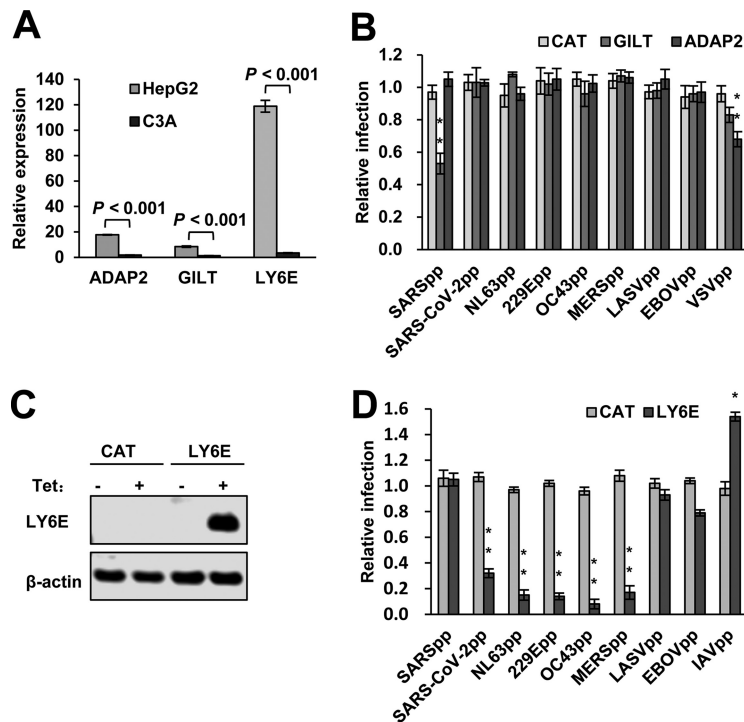 A
Relative expression
140
120
100
80
60
40
20
0
HepG2
C3A
P < 0.001
P < 0.001
P < 0.001
ADAP2
GILT
LY6E
B
Relative infection
1.2
1.0
0.8
0.6
0.4
0.2
0.0
CAT
GILT
ADAP2
* *
* *
SARSpp
SARS-CoV-2pp
NL63pp
229Epp
OC43pp
MERSpp
LASVpp
EBOVpp
VSVpp
C
CAT
LY6E
Tet: - + - +
LY6E
β-actin
D
Relative infection
1.6
1.4
1.2
1.0
0.8
0.6
0.4
0.2
0.0
CAT
LY6E
* *
* *
* *
* *
* *
*
SARSpp
SARS-CoV-2pp
NL63pp
229Epp
OC43pp
MERSpp
LASVpp
EBOVpp
IAVpp